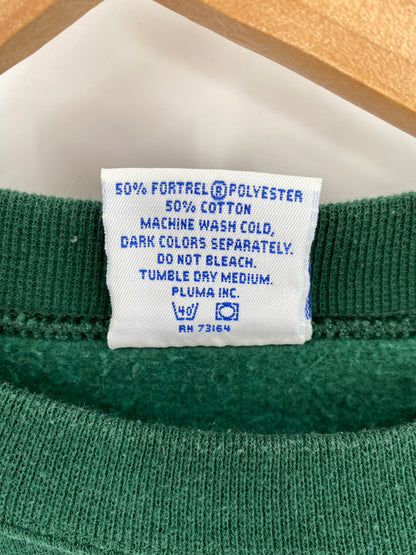 50% FORTREL®POLYESTER
50% COTTON
MACHINE WASH COLD,
DARK COLORS SEPARATELY.
DO NOT BLEACH.
TUMBLE DRY MEDIUM.
PLUMA INC.
40
RN 73164